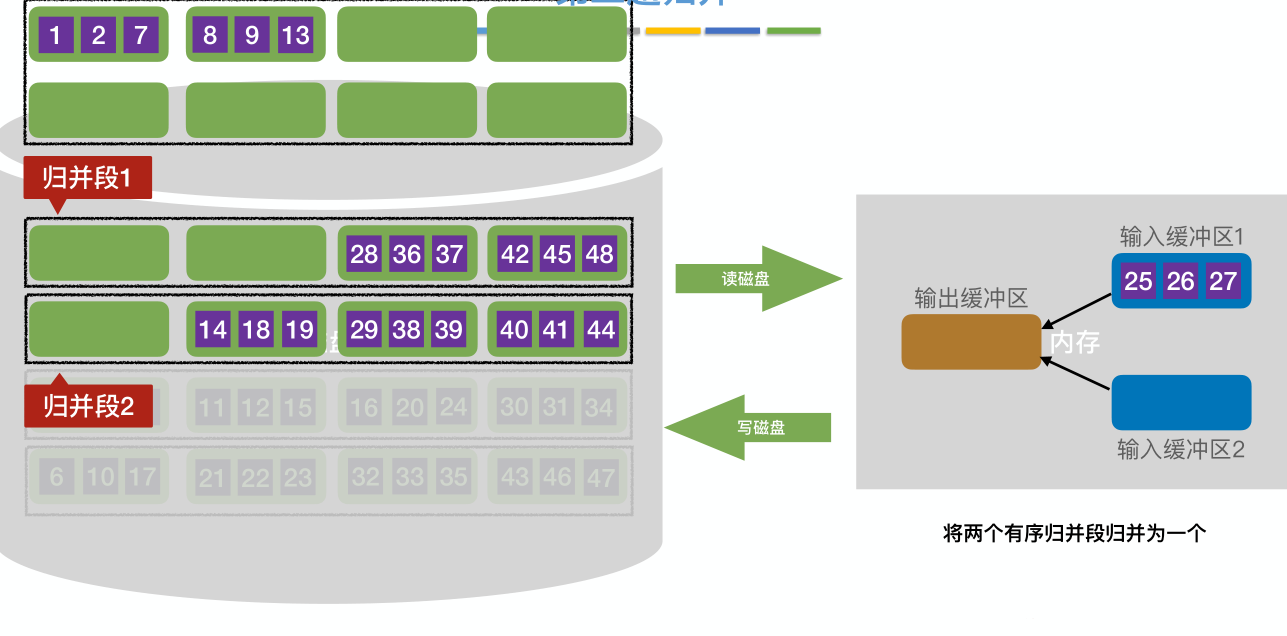 1 2 7 8 9 13
归并段1
28 36 37 42 45 48
14 18 19 29 38 39 40 41 44
归并段2
11 12 15 16 20 24 30 31 34
6 10 17 21 22 23 32 33 35 43 46 47
读磁盘
写磁盘
输入缓冲区1
25 26 27
输出缓冲区
内存
输入缓冲区2
将两个有序归并段归并为一个